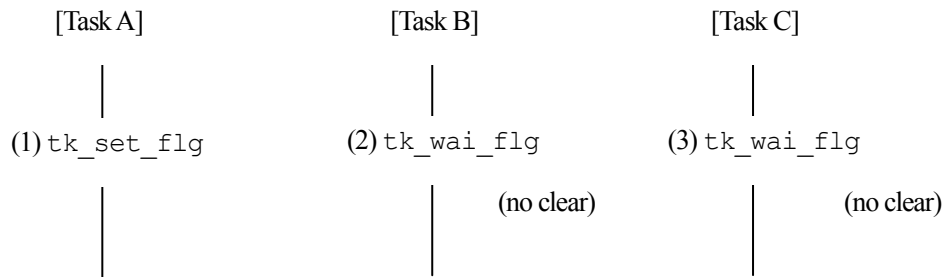 [Task A] [Task B] [Task C]
(1) tk_set_flg (2) tk_wai_flg (3) tk_wai_flg
(no clear) (no clear)